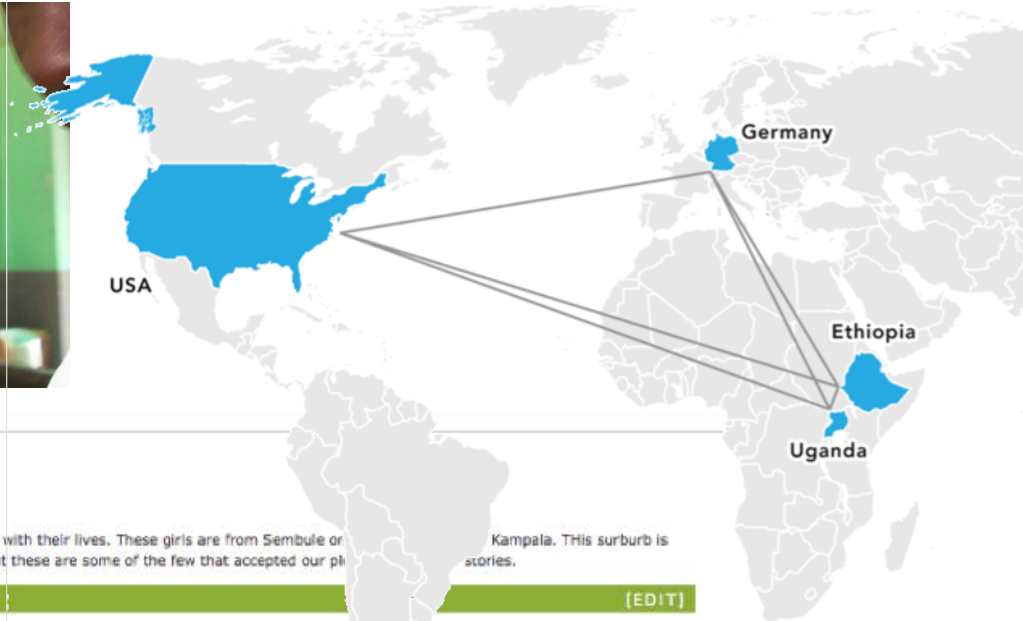 Germany
USA
Ethiopia
Uganda
with their lives. These girls are from Sembule or Kampala. THis surburb is
these are some of the few that accepted our stories.
[EDIT]